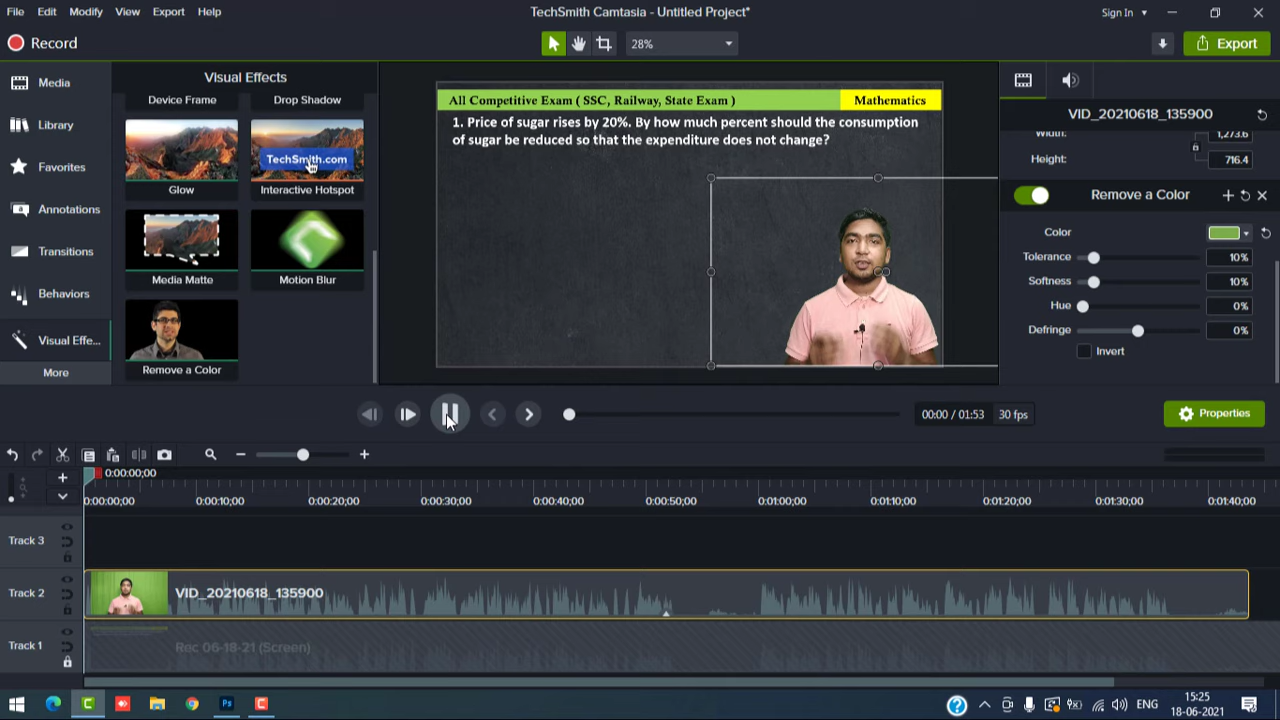 File Edit Modify View Export Help
TechSmith Camtasia - Untitled Project*
Sign In
Record
28%
Export
Media
Library
Favorites
Annotations
Transitions
Behaviors
Visual Effe...
More
Visual Effects
Device Frame
Drop Shadow
TechSmith.com
Glow
Interactive Hotspot
Media Matte
Motion Blur
Remove a Color
All Competitive Exam ( SSC, Railway, State Exam )
Mathematics
1. Price of sugar rises by 20%. By how much percent should the consumption
of sugar be reduced so that the expenditure does not change?
VID_20210618_135900
Width: 1,273.6
Height: 716.4
Remove a Color
Color
Tolerance 10%
Softness 10%
Hue 0%
Defringe 0%
Invert
00:00 / 01:53 30 fps
Properties
0:00:00;00
0:00:00;00 0:00:10;00 0:00:20;00 0:00:30;00 0:00:40;00 0:00:50;00 0:01:00;00 0:01:10;00 0:01:20;00 0:01:30;00 0:01:40;00
Track 3
Track 2
VID_20210618_135900
Track 1
Rec 06-18-21 (Screen)
Ps
ENG
15:25
18-06-2021